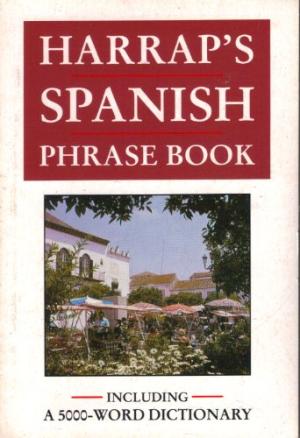 HARRAP'S
SPANISH
PHRASE BOOK
INCLUDING
A 5000-WORD DICTIONARY